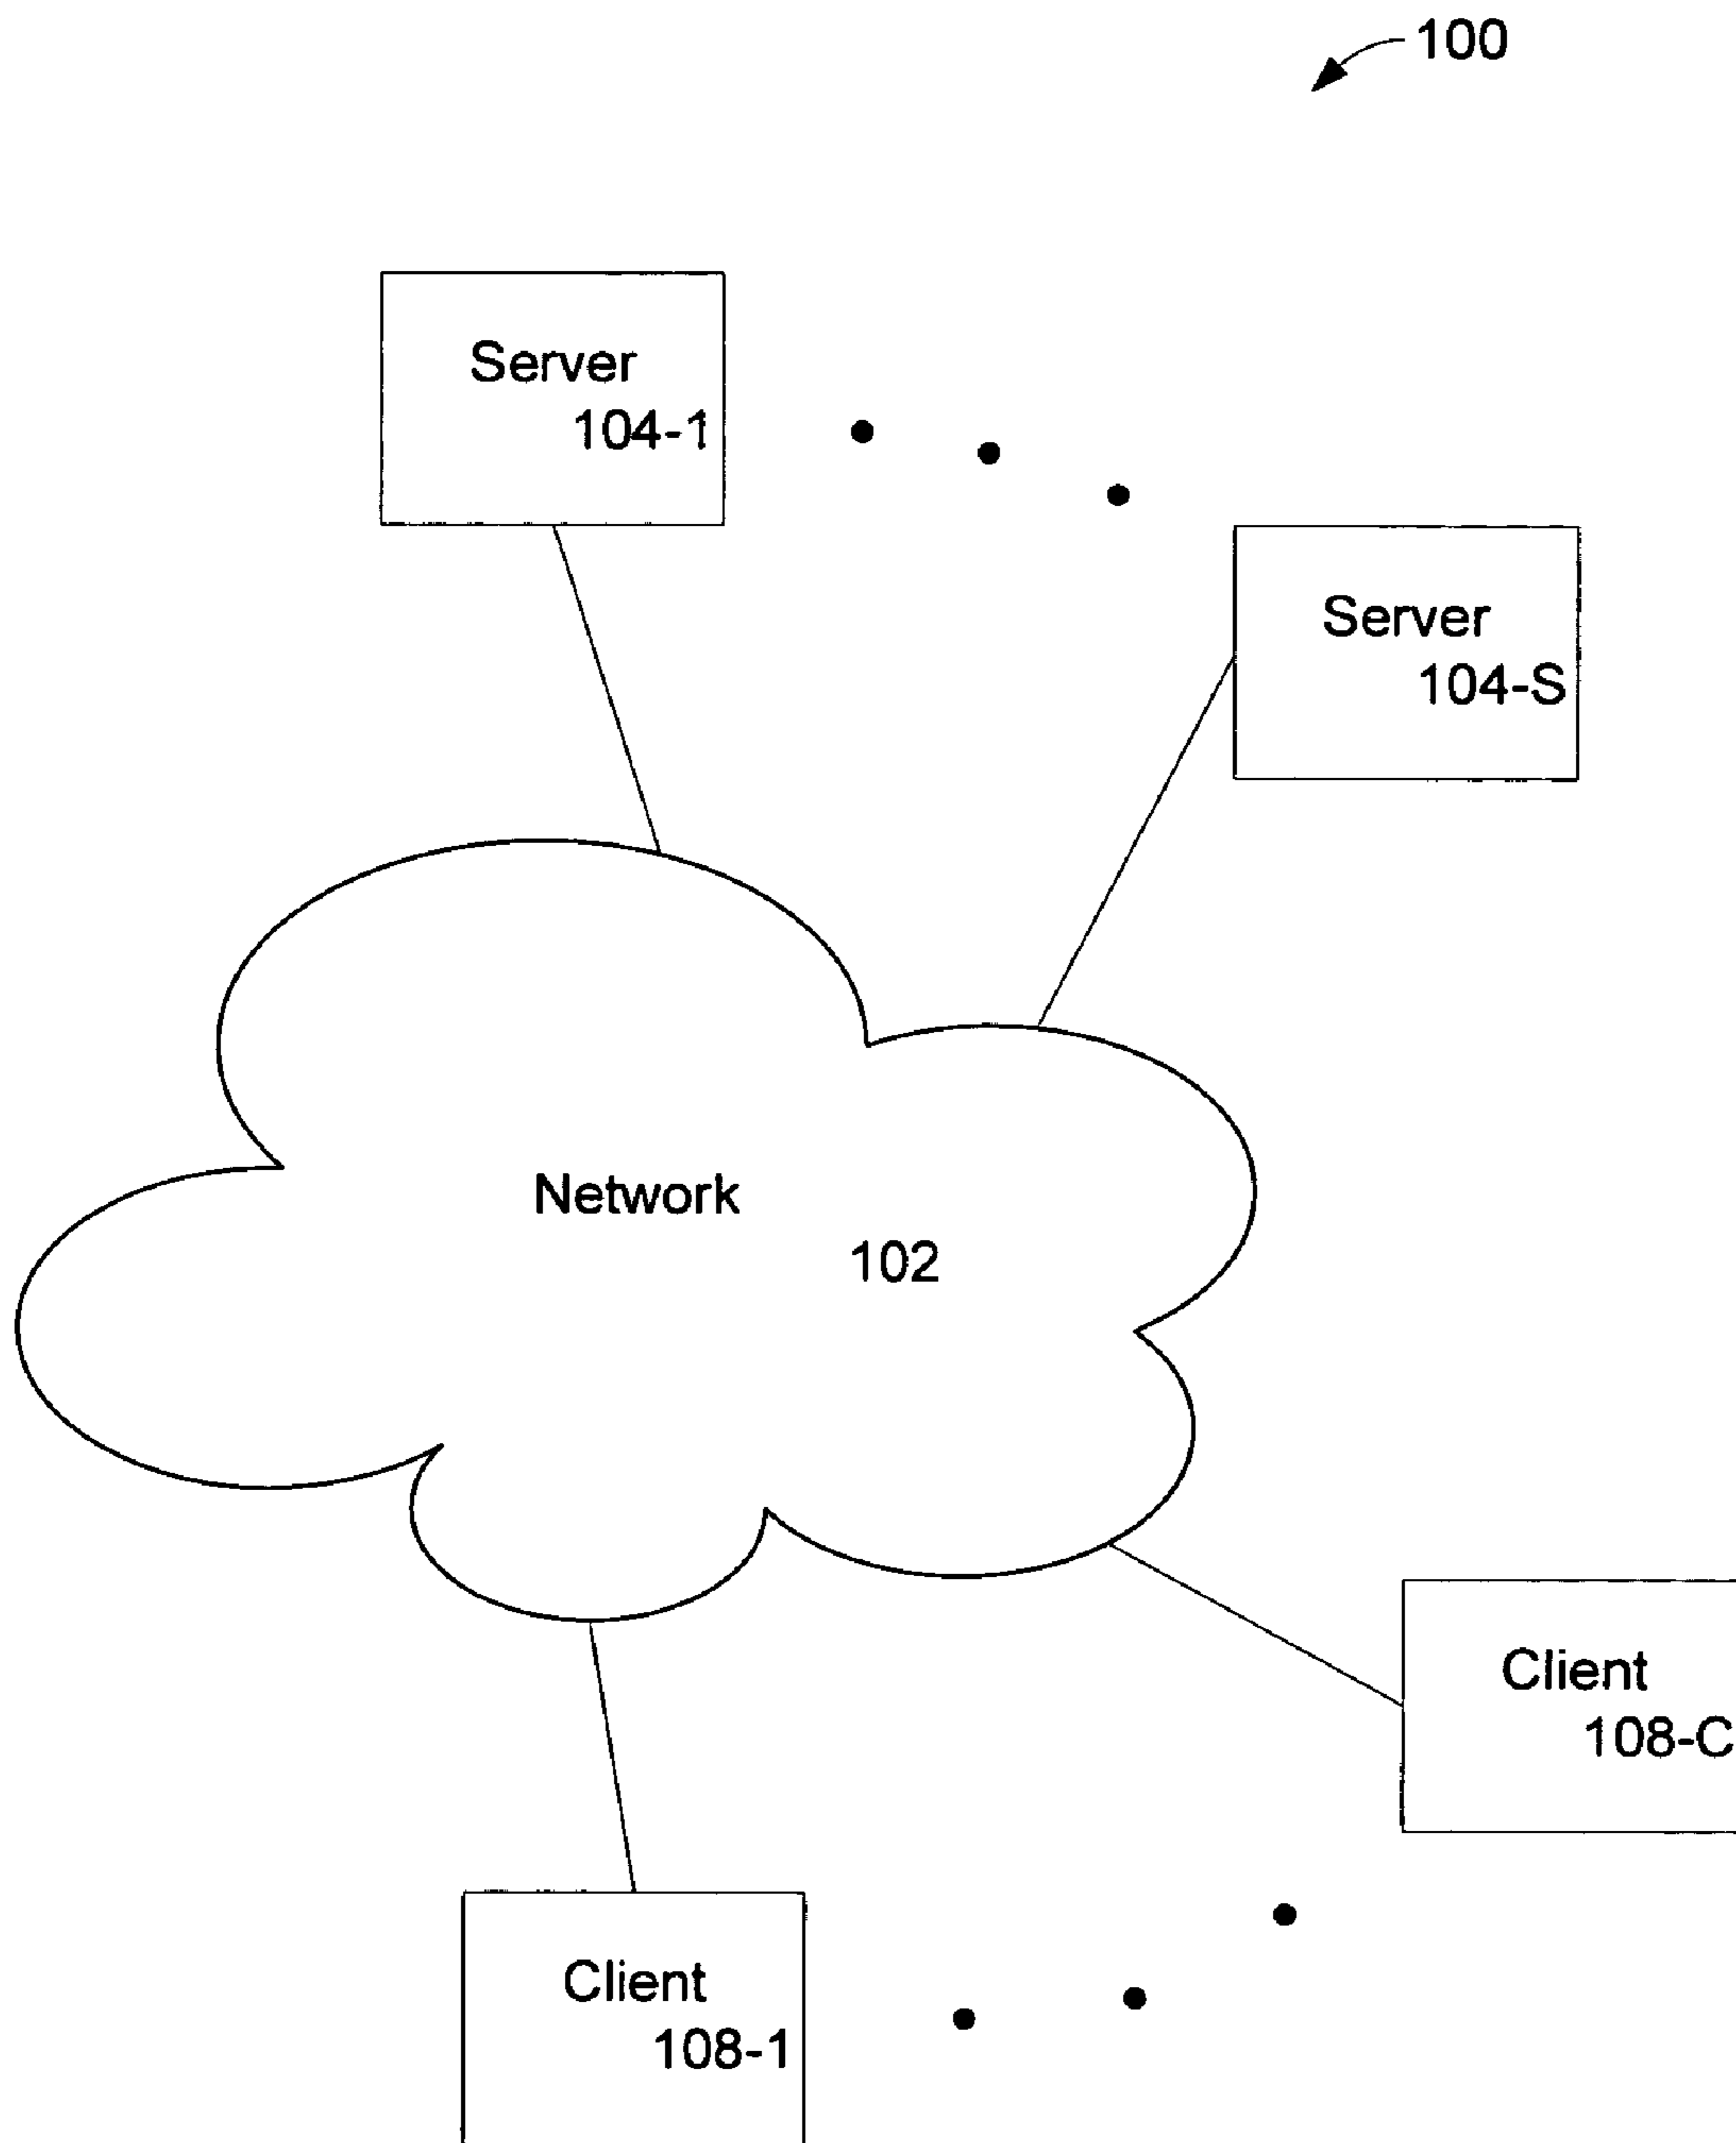 100
Server
104-1
Server
104-S
Network
102
Client
108-C
Client
108-1